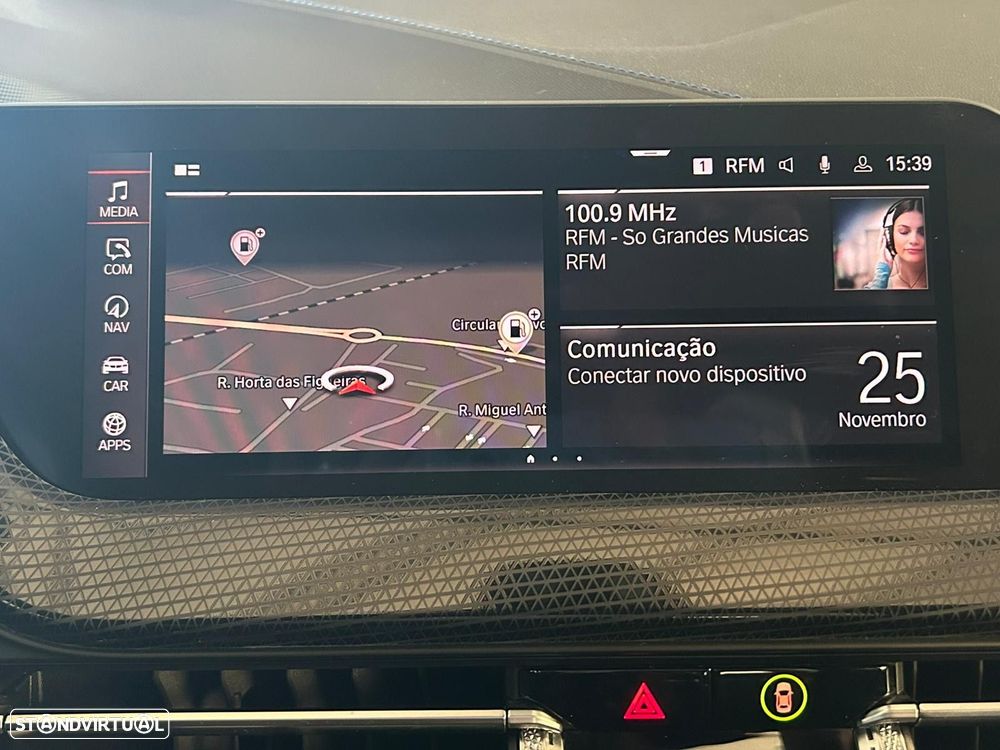 1 RFM 15:39
MEDIA
COM
NAV
CAR
APPS
Circula
R. Horta das Figueiras
R. Miguel Ant
100.9 MHz
RFM - So Grandes Musicas
RFM
Comunicação
Conectar novo dispositivo
25
Novembro
STANDVIRTUAL